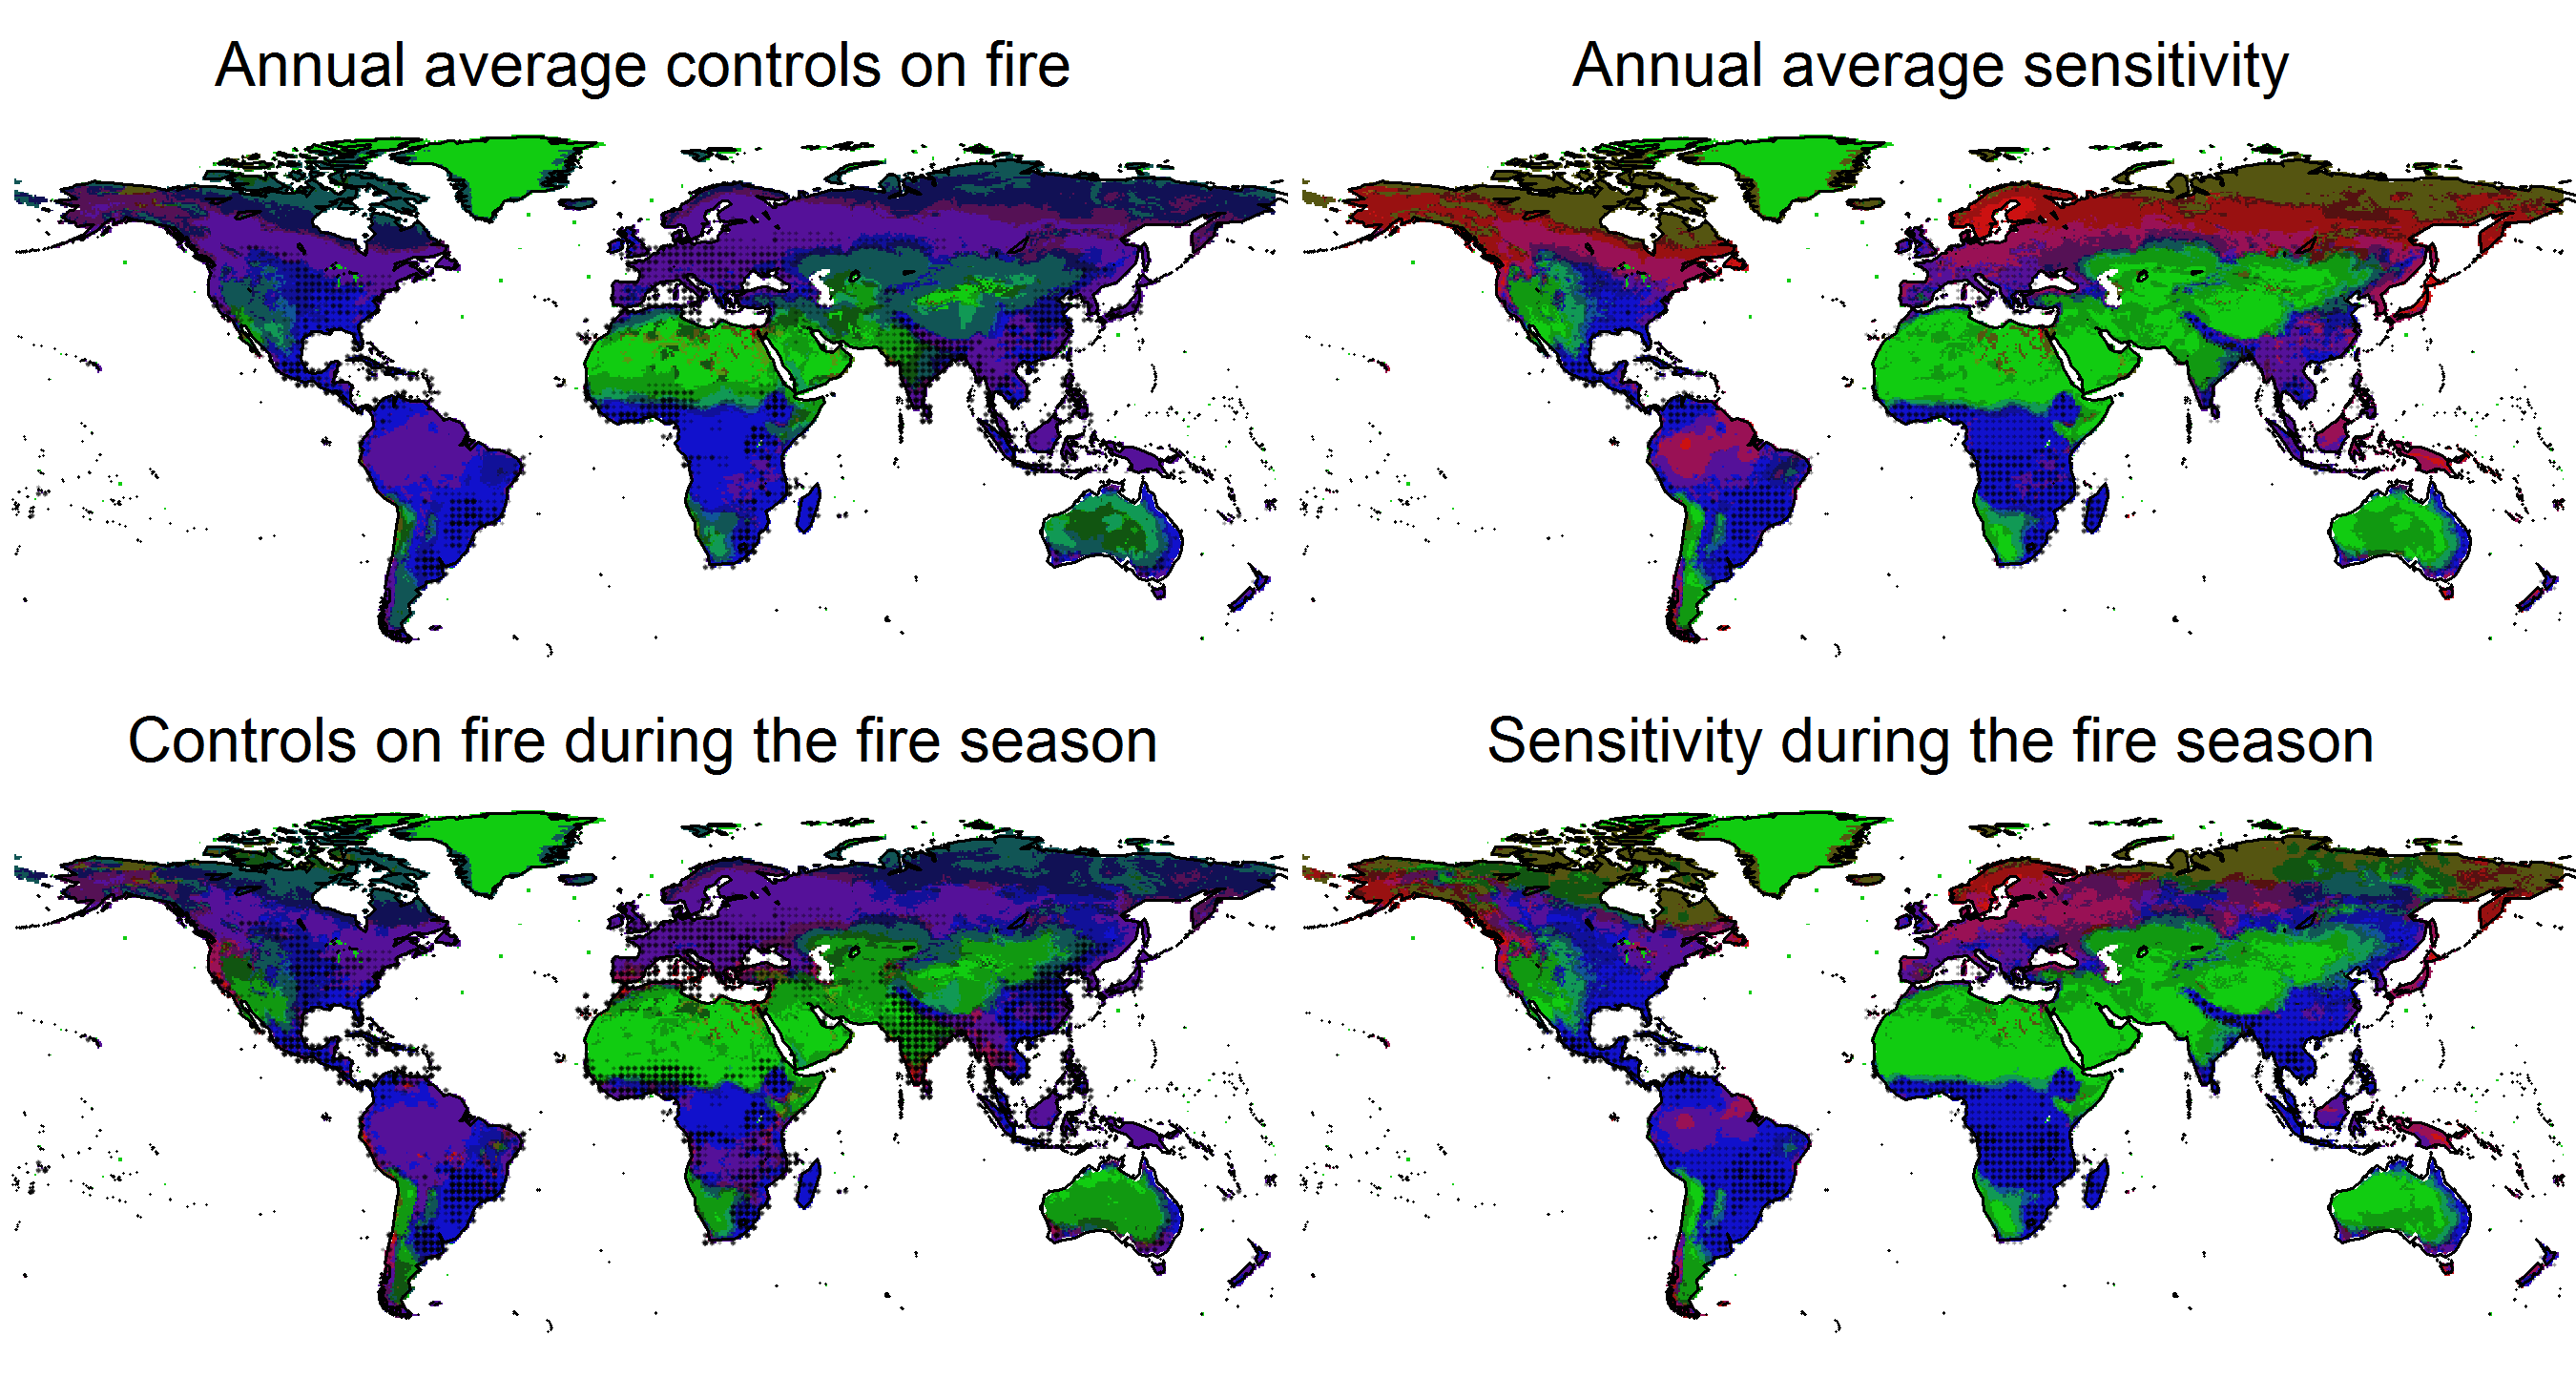 Annual average controls on fire
Annual average sensitivity
Controls on fire during the fire season
Sensitivity during the fire season